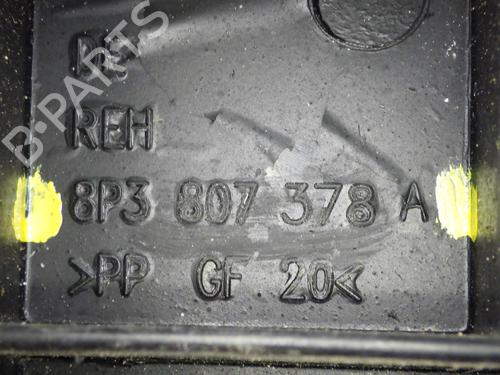 B-PARTS
REH
8P3 807 378 A
>PP GF 20<